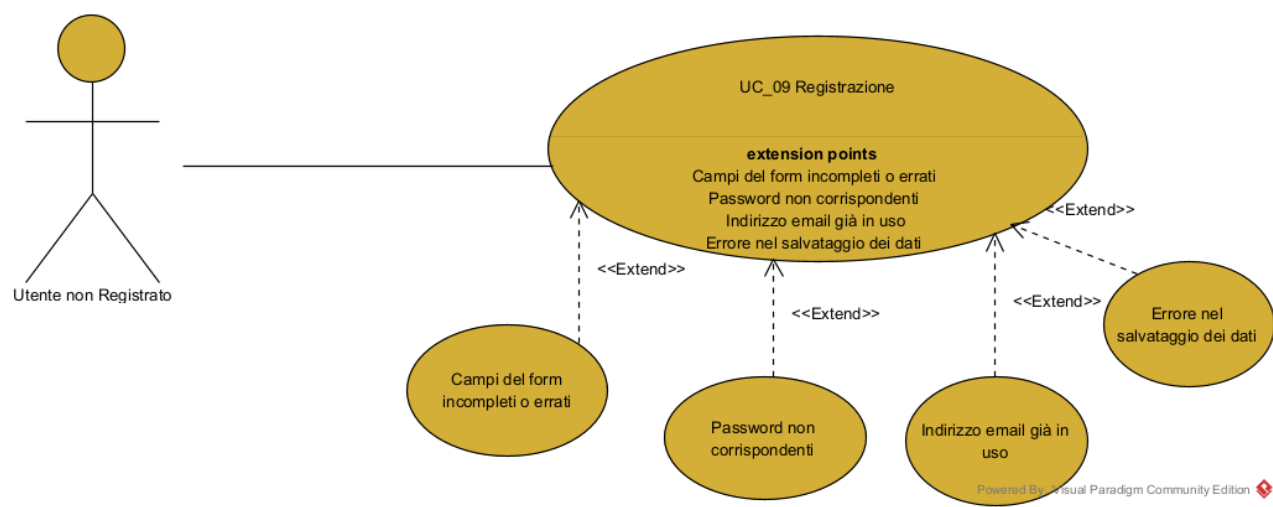 UC_09 Registrazione
extension points
Campi del form incompleti o errati
Password non corrispondenti
Indirizzo email già in uso
Errore nel salvataggio dei dati
<<Extend>>
<<Extend>>
<<Extend>>
<<Extend>>
Utente non Registrato
Errore nel
salvataggio dei dati
Campi del form
incompleti o errati
Password non
corrispondenti
Indirizzo email già in
uso
Powered By: Visual Paradigm Community Edition